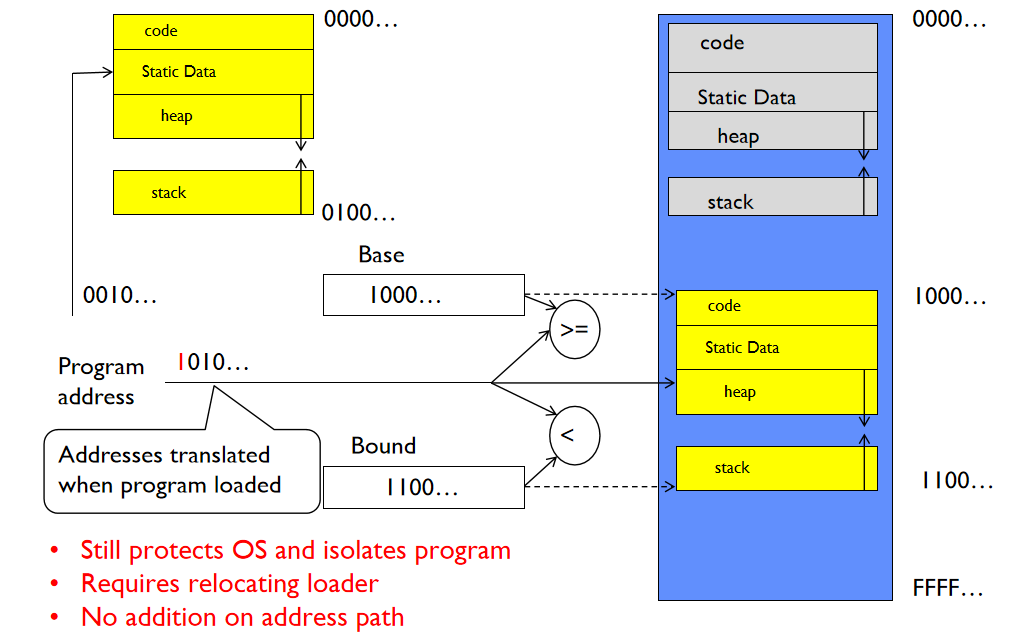 code
0000...
Static Data
heap
stack
0100...
0010...
Base
1000...
>=
Program
address
1010...
Addresses translated
when program loaded
Bound
1100...
<
code
0000...
Static Data
heap
stack
code
1000...
Static Data
heap
stack
1100...
FFFF...
• Still protects OS and isolates program
• Requires relocating loader
• No addition on address path